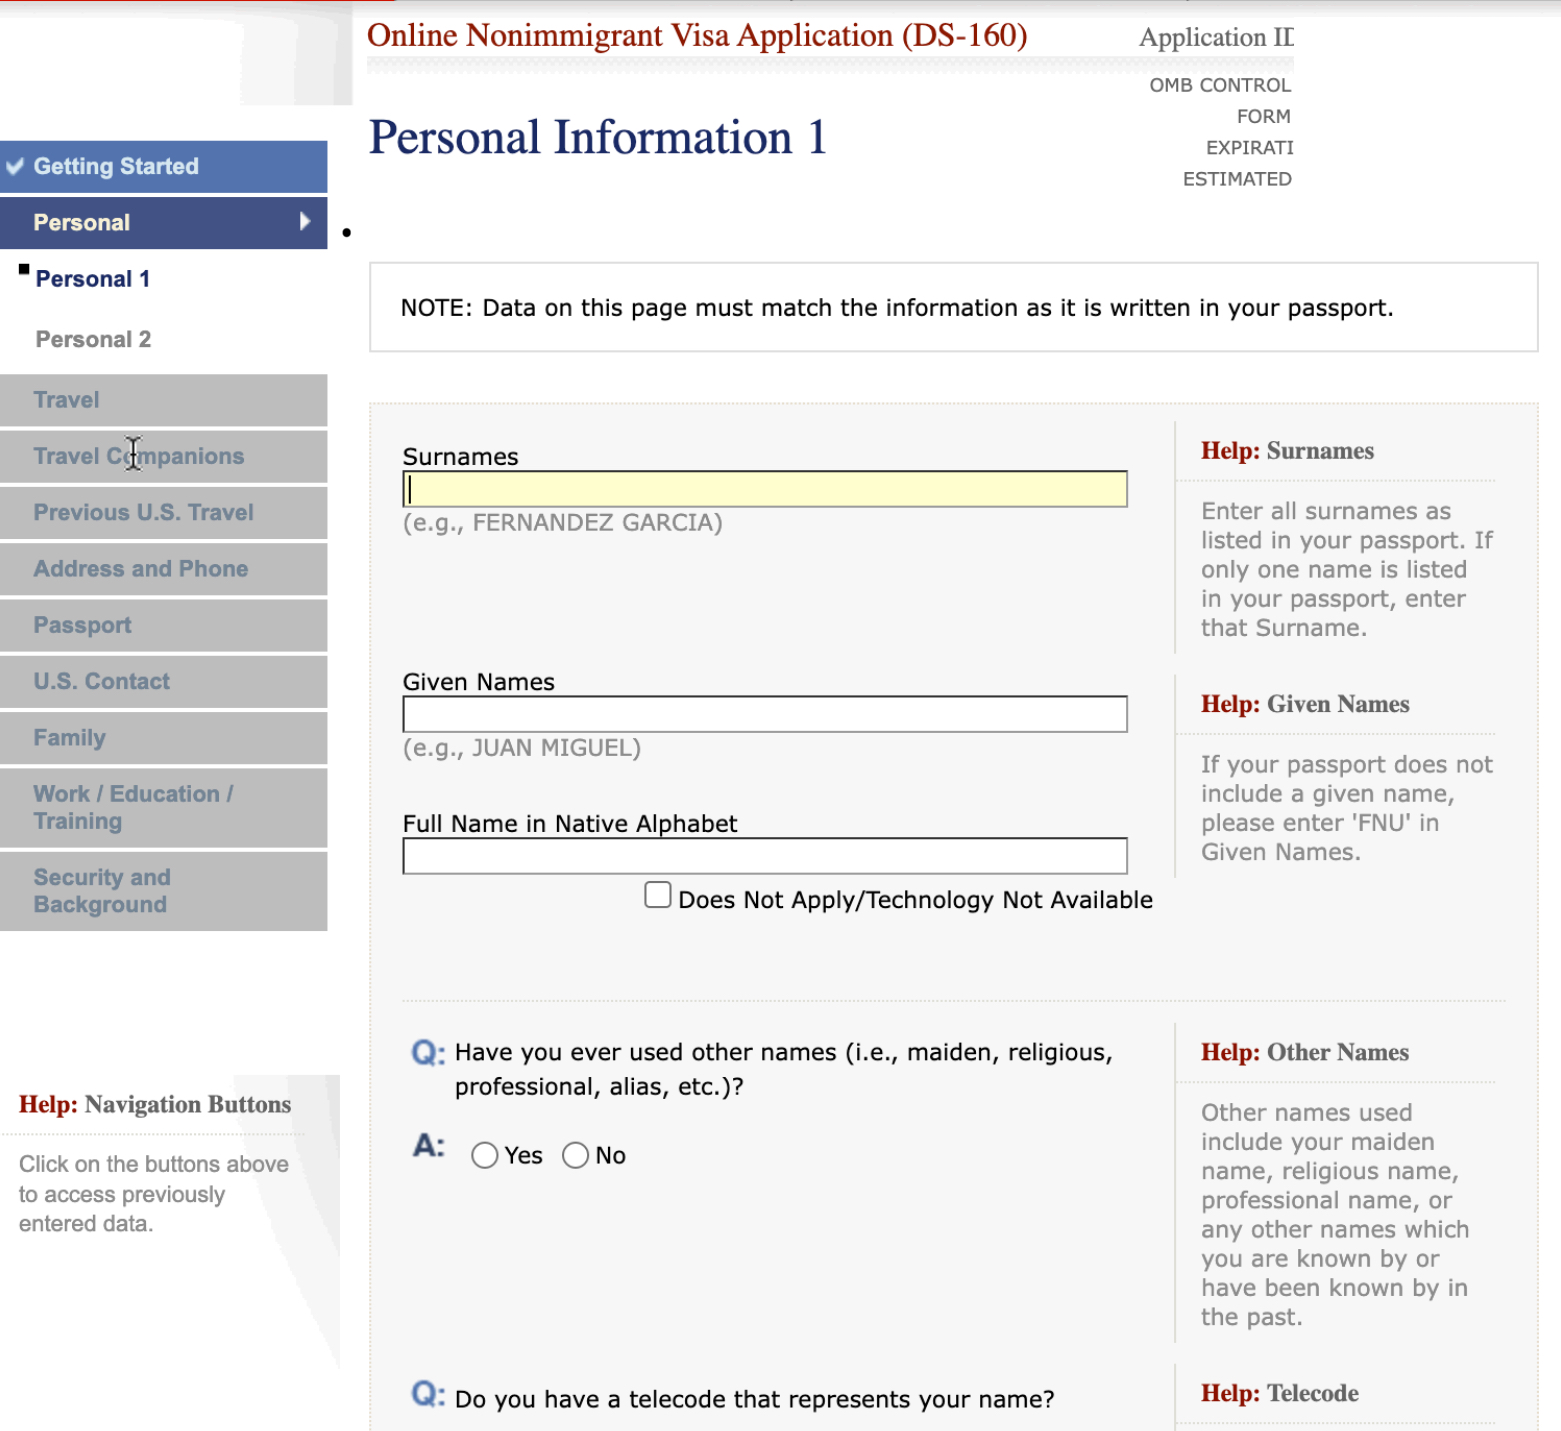 Online Nonimmigrant Visa Application (DS-160)
Application ID
OMB CONTROL
FORM
EXPIRATI
ESTIMATED
Personal Information 1
Getting Started
Personal
Personal 1
Personal 2
Travel
Travel Companions
Previous U.S. Travel
Address and Phone
Passport
U.S. Contact
Family
Work / Education /
Training
Security and
Background
Help: Navigation Buttons
Click on the buttons above
to access previously
entered data.
NOTE: Data on this page must match the information as it is written in your passport.
Surnames
(e.g., FERNANDEZ GARCIA)
Help: Surnames
Enter all surnames as
listed in your passport. If
only one name is listed
in your passport, enter
that Surname.
Given Names
(e.g., JUAN MIGUEL)
Help: Given Names
If your passport does not
include a given name,
please enter 'FNU' in
Given Names.
Full Name in Native Alphabet
Does Not Apply/Technology Not Available
Q: Have you ever used other names (i.e., maiden, religious,
professional, alias, etc.)?
A: Yes No
Help: Other Names
Other names used
include your maiden
name, religious name,
professional name, or
any other names which
you are known by or
have been known by in
the past.
Q: Do you have a telecode that represents your name?
Help: Telecode